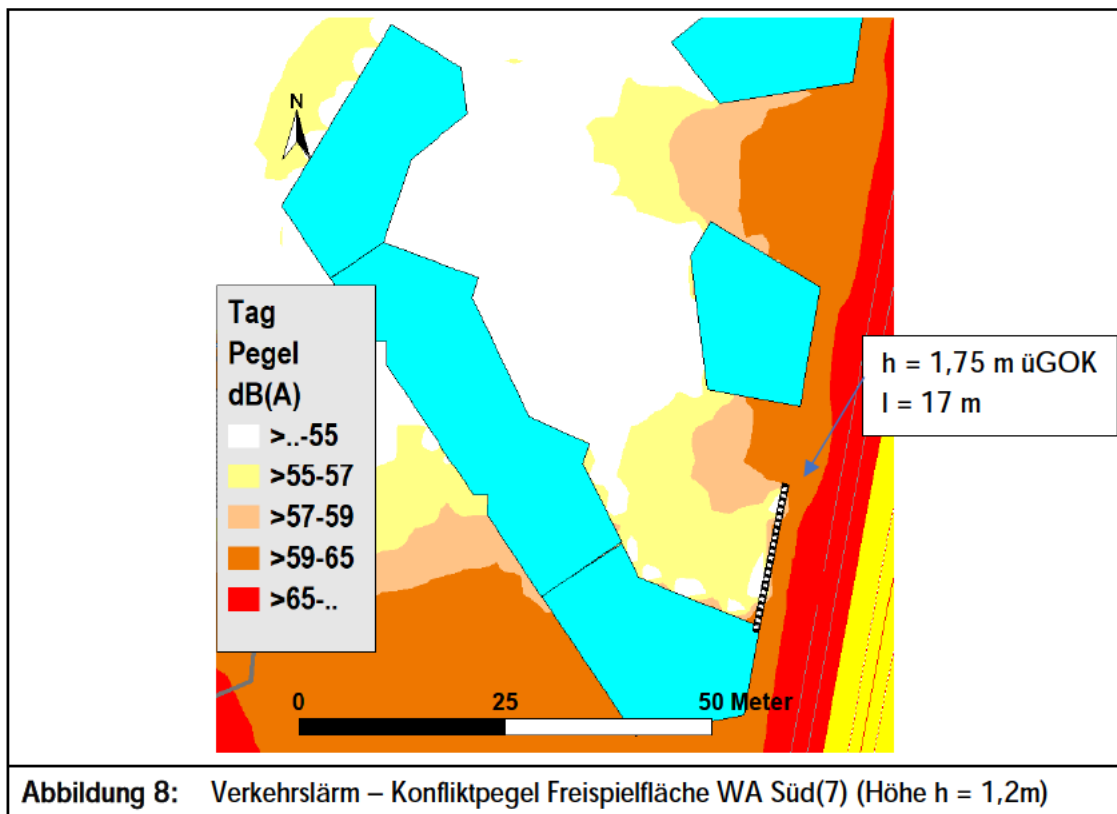 N
Tag
Pegel
dB(A)
>..-55
>55-57
>57-59
>59-65
>65-..
h = 1,75 m üGOK
l = 17 m
0 25 50 Meter
Abbildung 8: Verkehrslärm – Konfliktpegel Freispielfläche WA Süd(7) (Höhe h = 1,2m)